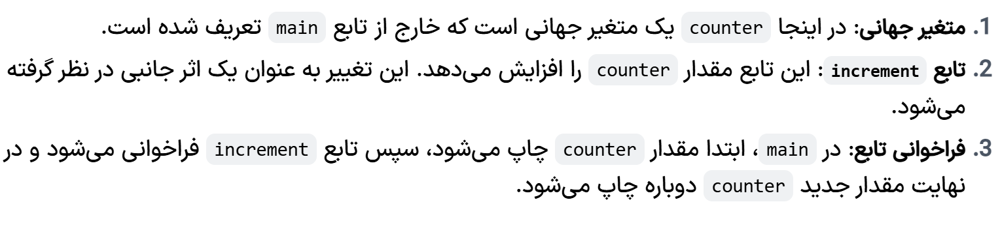 1. متغیر جهانی: در اینجا counter یک متغیر جهانی است که خارج از تابع main تعریف شده است.
2. تابع increment: این تابع مقدار counter را افزایش می‌دهد. این تغییر به عنوان یک اثر جانبی در نظر گرفته
می‌شود.
3. فراخوانی تابع: در main، ابتدا مقدار counter چاپ می‌شود، سپس تابع increment فراخوانی می‌شود و در
نهایت مقدار جدید counter دوباره چاپ می‌شود.